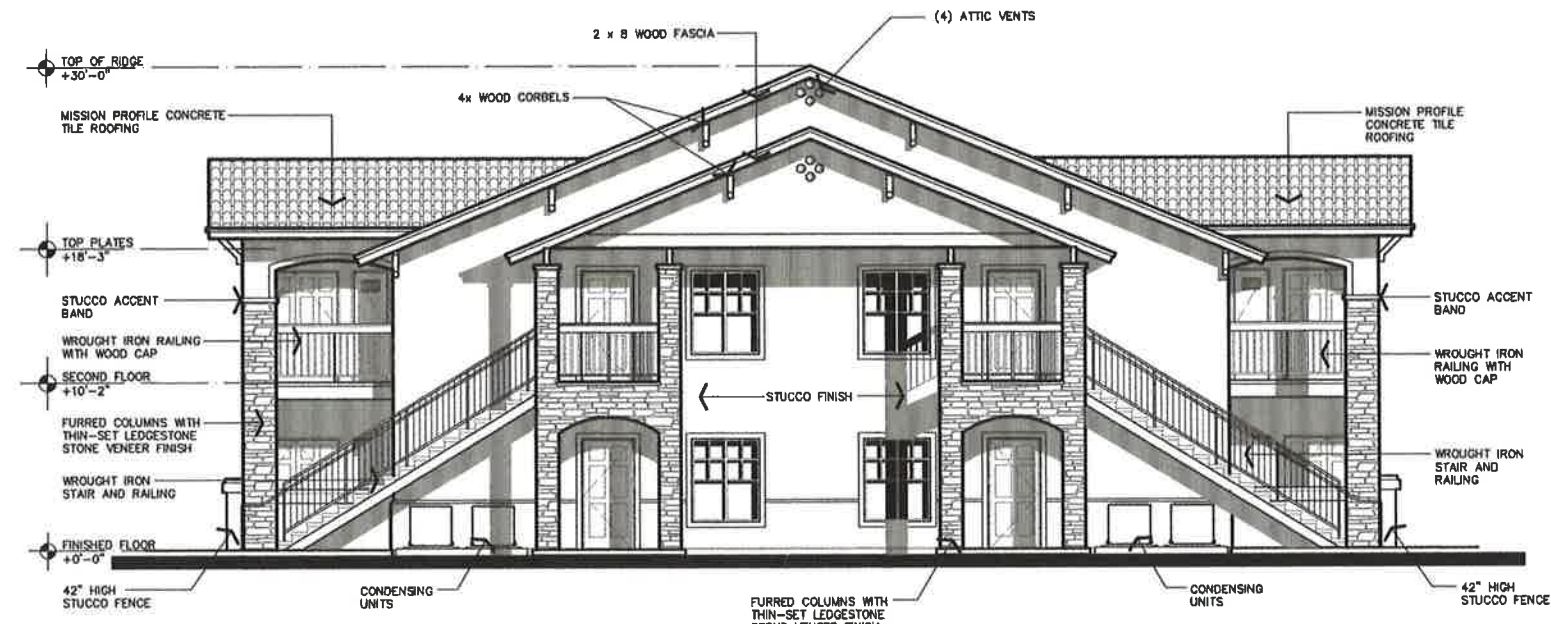 (4) ATTIC VENTS
2 x 8 WOOD FASCIA
TOP OF RIDGE
+30'-0"
4x WOOD CORBELS
MISSION PROFILE CONCRETE
TILE ROOFING
MISSION PROFILE
CONCRETE TILE
ROOFING
TOP PLATES
+18'-3"
STUCCO ACCENT
BAND
STUCCO ACCENT
BAND
WROUGHT IRON RAILING
WITH WOOD CAP
WROUGHT IRON
RAILING WITH
WOOD CAP
SECOND FLOOR
+10'-2"
STUCCO FINISH
FURRED COLUMNS WITH
THIN-SET LEDGESTONE
STONE VENEER FINISH
WROUGHT IRON
STAIR AND RAILING
WROUGHT IRON
STAIR AND
RAILING
FINISHED FLOOR
+0'-0"
42" HIGH
STUCCO FENCE
CONDENSING
UNITS
FURRED COLUMNS WITH
THIN-SET LEDGESTONE
CONDENSING
UNITS
42" HIGH
STUCCO FENCE